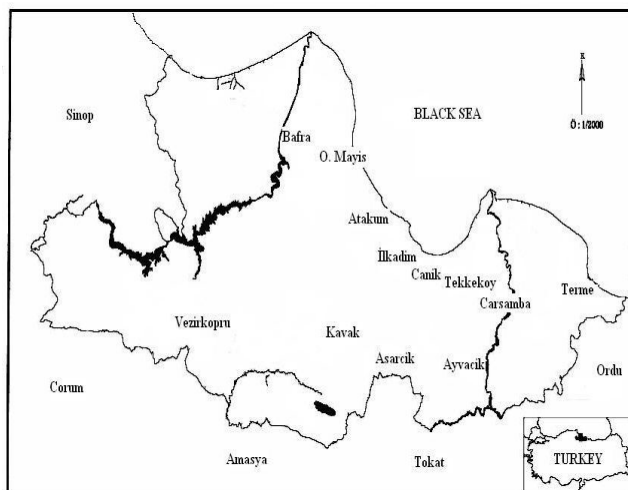 K
Ö : 1/2000
Sinop
BLACK SEA
Bafra
O. Mayis
Atakum
İlkadim
Canik
Tekkekoy
Carsamba
Terme
Vezirkopru
Kavak
Asarcik
Ayvacik
Ordu
Corum
Amasya
Tokat
TURKEY